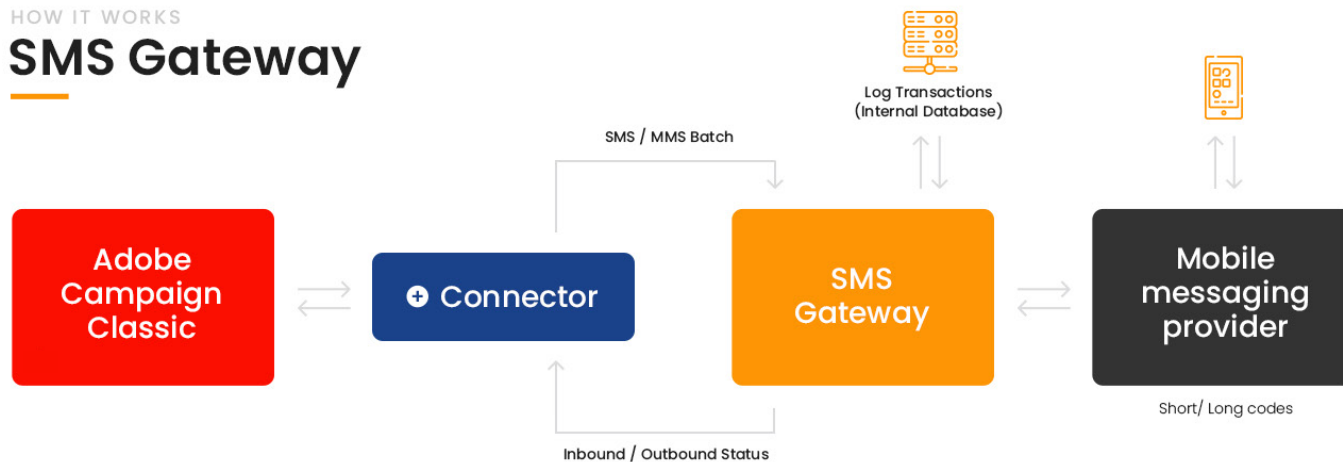 HOW IT WORKS
SMS Gateway
Log Transactions
(Internal Database)
SMS / MMS Batch
Adobe
Campaign
Classic
Connector
SMS
Gateway
Mobile
messaging
provider
Short/ Long codes
Inbound / Outbound Status